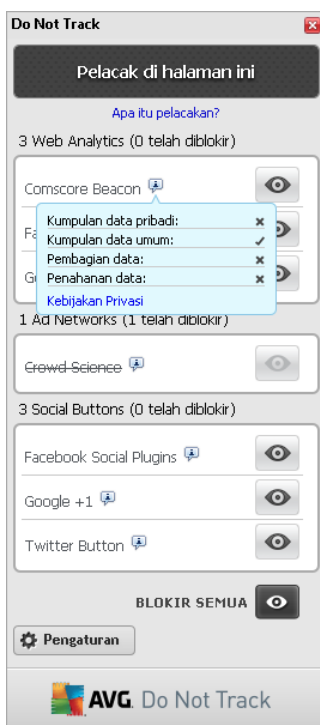 Do Not Track
Pelacak di halaman ini
Apa itu pelacakan?
3 Web Analytics (0 telah diblokir)
Comscore Beacon
Kumpulan data pribadi:
Kumpulan data umum:
Pembagian data:
Penahanan data:
Kebijakan Privasi
1 Ad Networks (1 telah diblokir)
Crowd Science
3 Social Buttons (0 telah diblokir)
Facebook Social Plugins
Google +1
Twitter Button
BLOKIR SEMUA
Pengaturan
AVG. Do Not Track